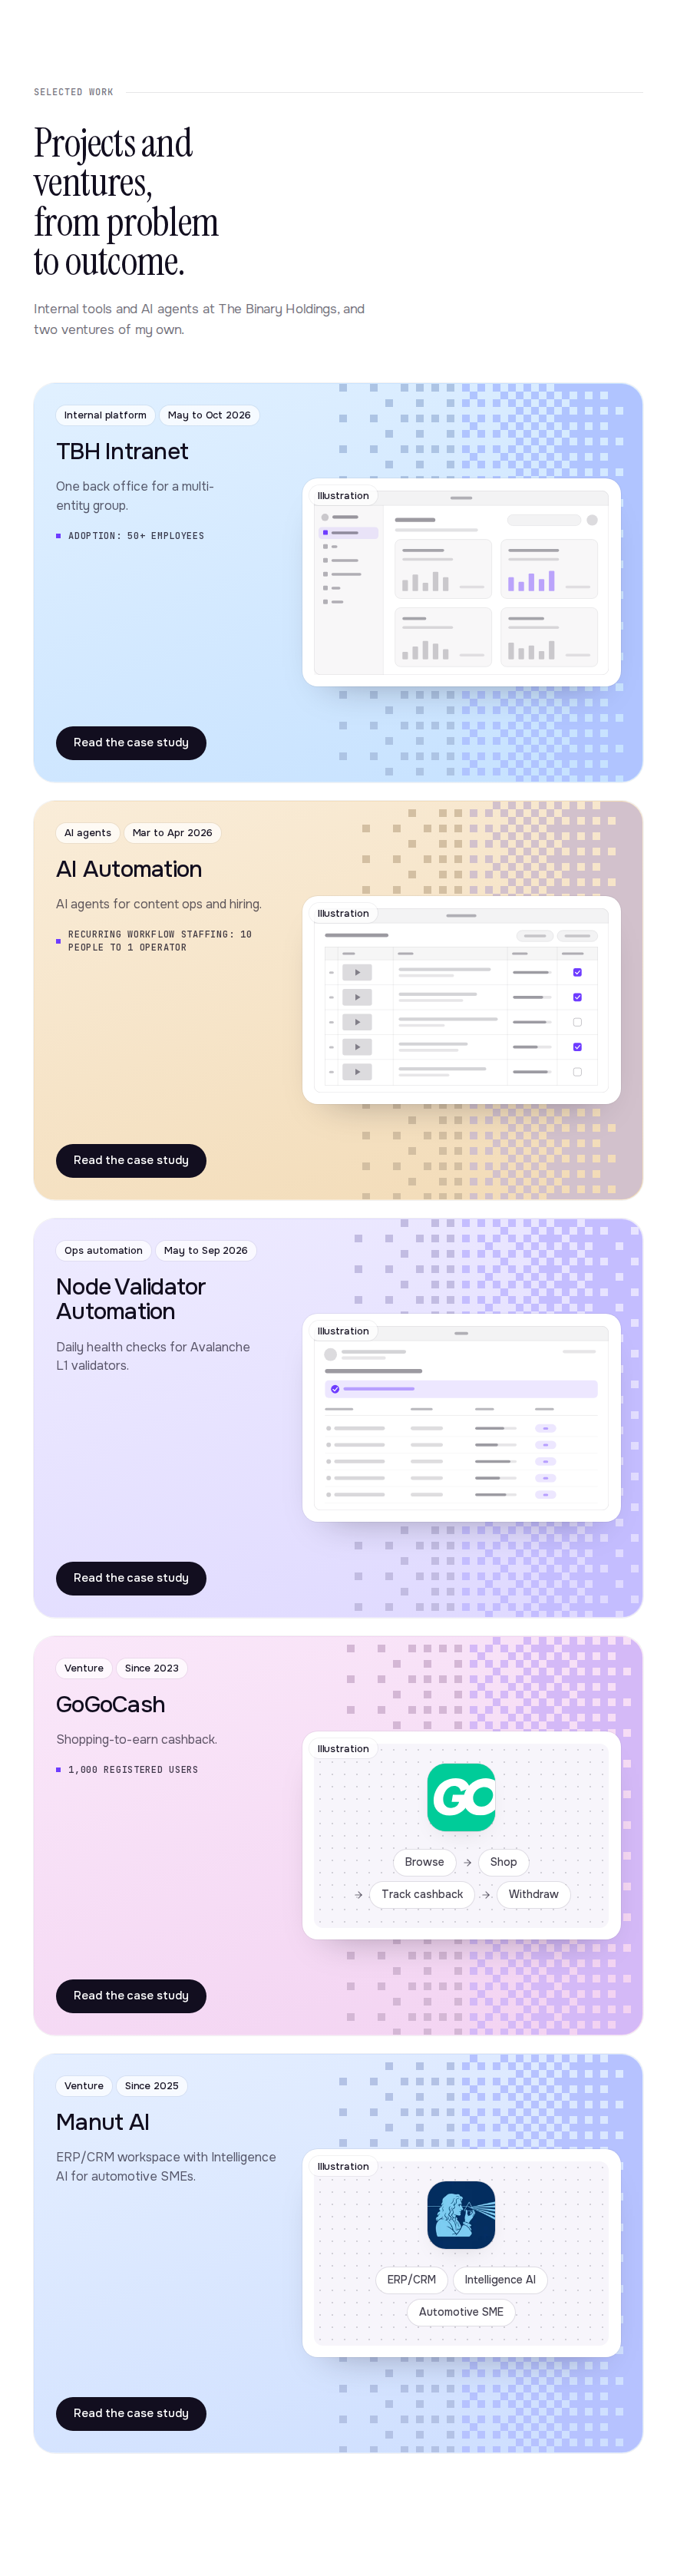 SELECTED WORK
Projects and
ventures,
from problem
to outcome.
Internal tools and AI agents at The Binary Holdings, and
two ventures of my own.
Internal platform
May to Oct 2026
TBH Intranet
One back office for a multi-
entity group.
ADOPTION: 50+ EMPLOYEES
Illustration
Read the case study
AI agents
Mar to Apr 2026
AI Automation
AI agents for content ops and hiring.
RECURRING WORKFLOW STAFFING: 10
PEOPLE TO 1 OPERATOR
Illustration
Read the case study
Ops automation
May to Sep 2026
Node Validator
Automation
Daily health checks for Avalanche
L1 validators.
Illustration
Read the case study
Venture
Since 2023
GoGoCash
Shopping-to-earn cashback.
1,000 REGISTERED USERS
Illustration
GO
Browse → Shop
→ Track cashback → Withdraw
Read the case study
Venture
Since 2025
Manut AI
ERP/CRM workspace with Intelligence
AI for automotive SMEs.
Illustration
ERP/CRM
Intelligence AI
Automotive SME
Read the case study